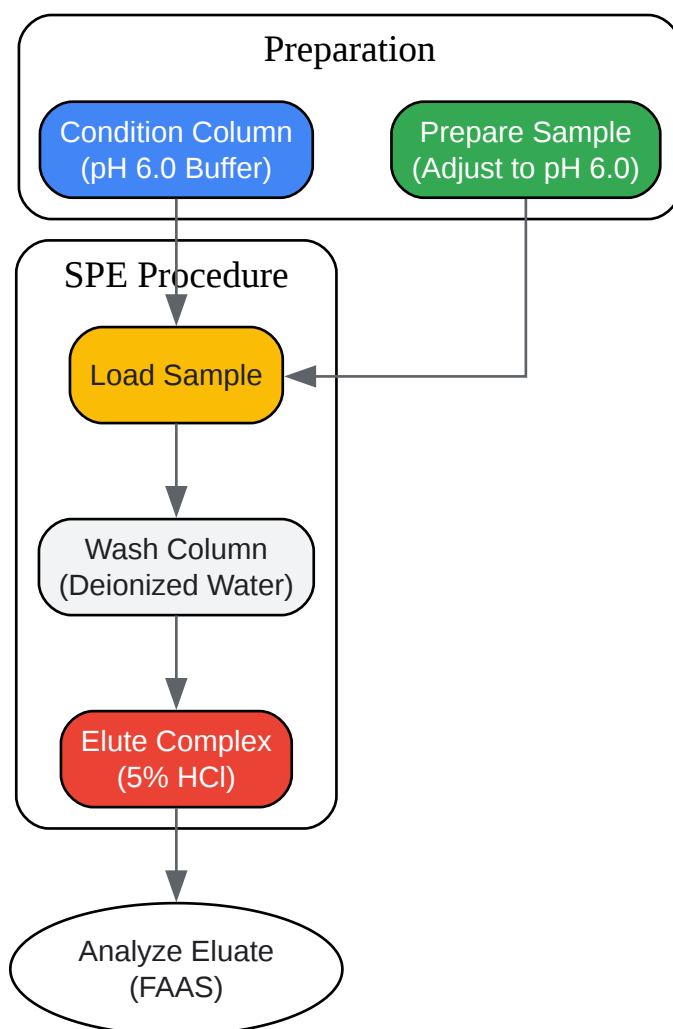 Preparation
Condition Column
(pH 6.0 Buffer)
Prepare Sample
(Adjust to pH 6.0)
SPE Procedure
Load Sample
Wash Column
(Deionized Water)
Elute Complex
(5% HCl)
Analyze Eluate
(FAAS)